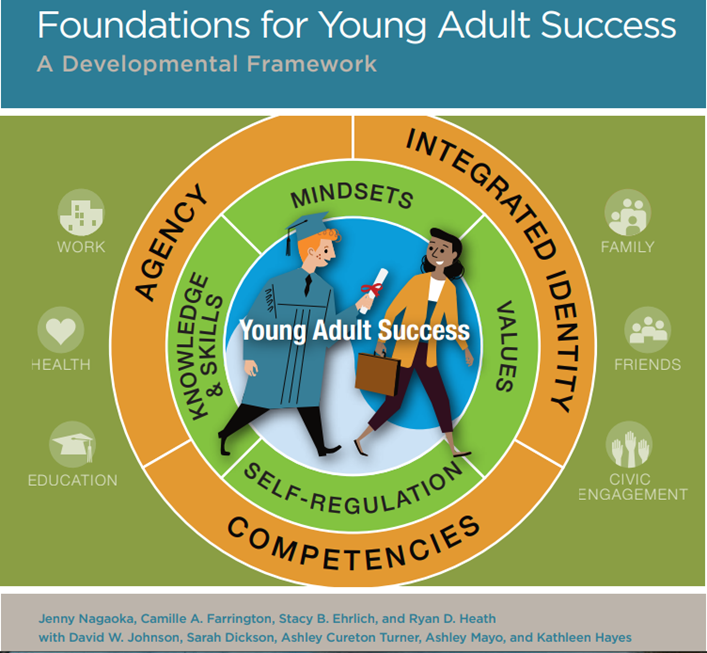 Foundations for Young Adult Success
A Developmental Framework
AGENCY
INTEGRATED IDENTITY
COMPETENCIES
MINDSETS
KNOWLEDGE
& SKILLS
VALUES
SELF-REGULATION
Young Adult Success
WORK
HEALTH
EDUCATION
FAMILY
FRIENDS
CIVIC
ENGAGEMENT
Jenny Nagaoka, Camille A. Farrington, Stacy B. Ehrlich, and Ryan D. Heath
with David W. Johnson, Sarah Dickson, Ashley Cureton Turner, Ashley Mayo, and Kathleen Hayes